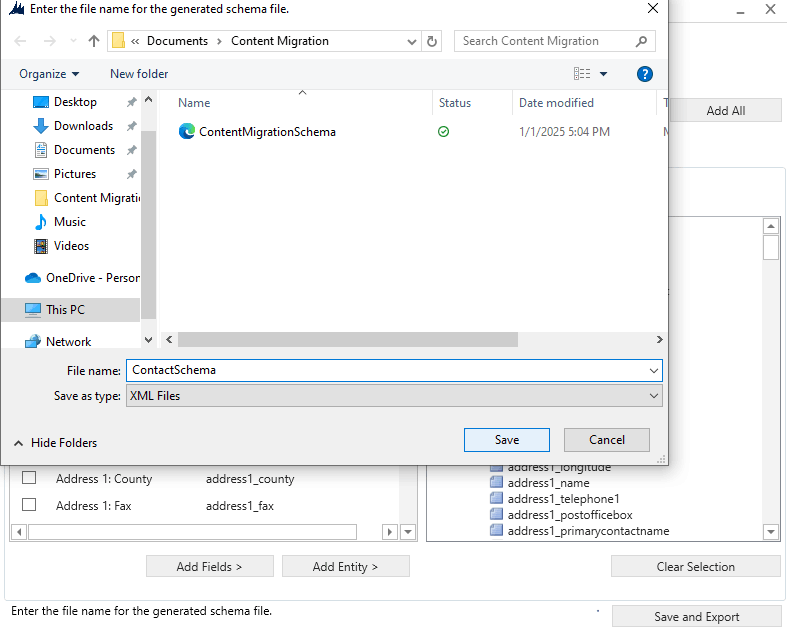 Enter the file name for the generated schema file.
« Documents › Content Migration
Search Content Migration
Organize
New folder
Add All
Name
Status
Date modified
Desktop
Downloads
Documents
Pictures
Content Migratio
Music
Videos
OneDrive - Person
This PC
Network
ContentMigrationSchema
1/1/2025 5:04 PM
File name:
ContactSchema
Save as type:
XML Files
Hide Folders
Save
Cancel
Address 1: County
address1_county
Address 1: Fax
address1_fax
address1_longitude
address1_name
address1_telephone1
address1_postofficebox
address1_primarycontactname
Add Fields >
Add Entity >
Clear Selection
Enter the file name for the generated schema file.
Save and Export